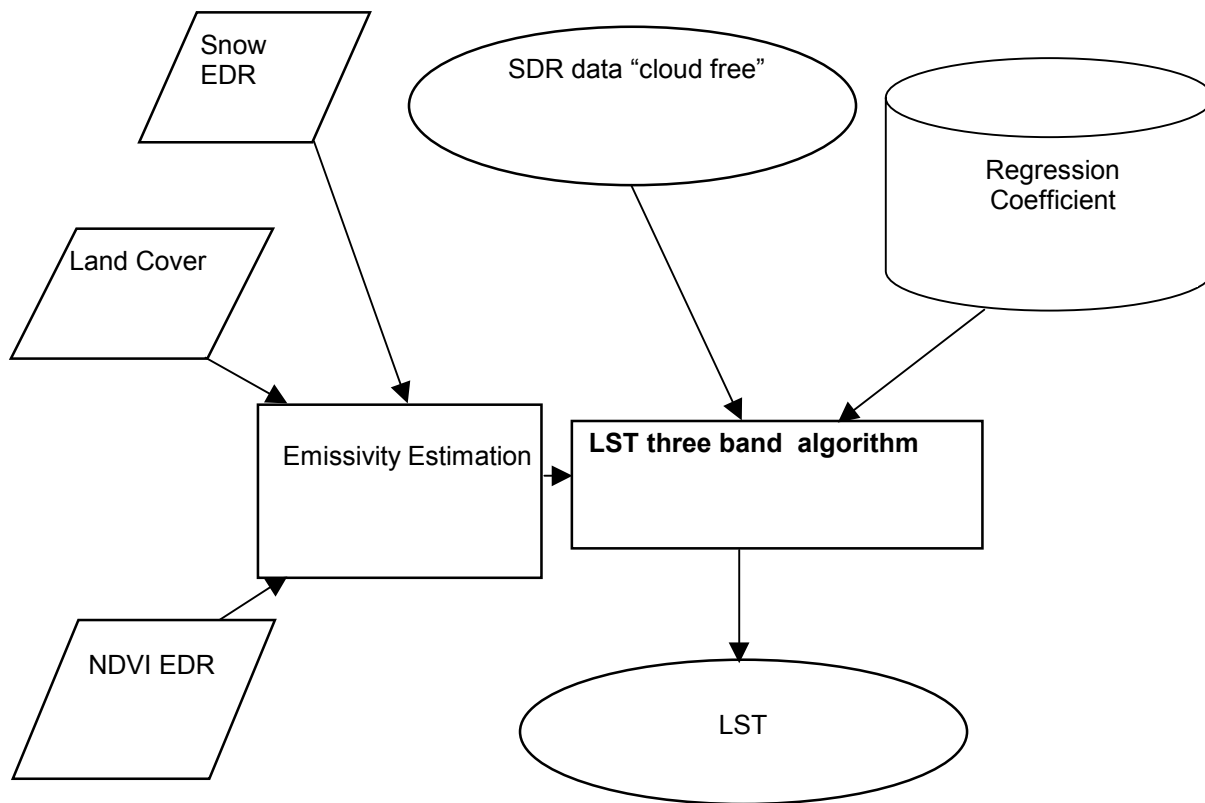 Snow
EDR
SDR data “cloud free”
Regression
Coefficient
Land Cover
Emissivity Estimation
LST three band algorithm
NDVI EDR
LST